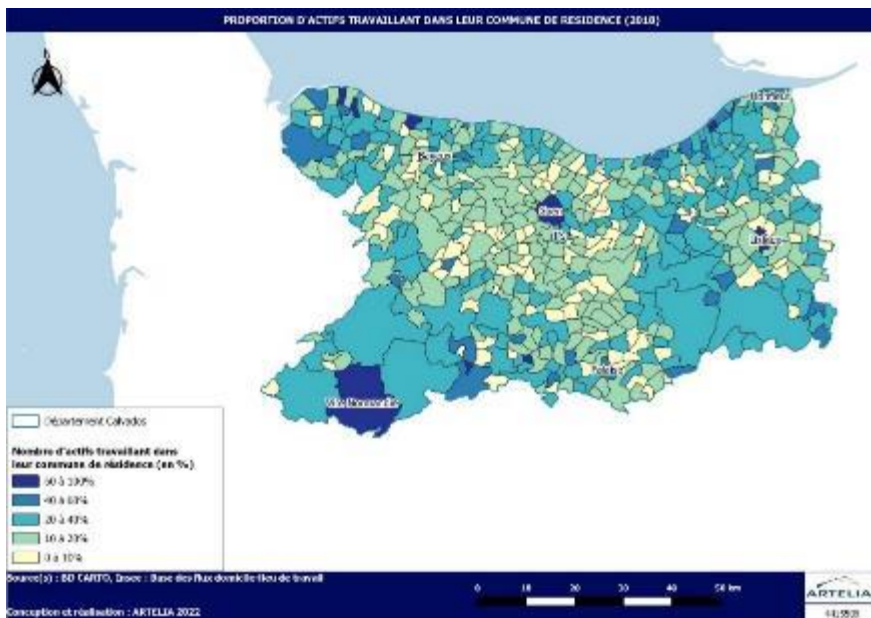 PROPORTION D'ACTIFS TRAVAILLANT DANS LEUR COMMUNE DE RESIDENCE (2018)
N
Honfleur
Bayeux
Caen
Ifs
Lisieux
Falaise
Vire Normandie
Département Calvados
Nombre d'actifs travaillant dans
leur commune de résidence (en %)
60 à 100%
40 à 60%
20 à 40%
10 à 20%
0 à 10%
Source(s) : BD CARTO, Insee : Base des flux domicile-lieu de travail
Conception et réalisation : ARTELIA 2022
0 10 20 30 40 50 km
ARTELIA